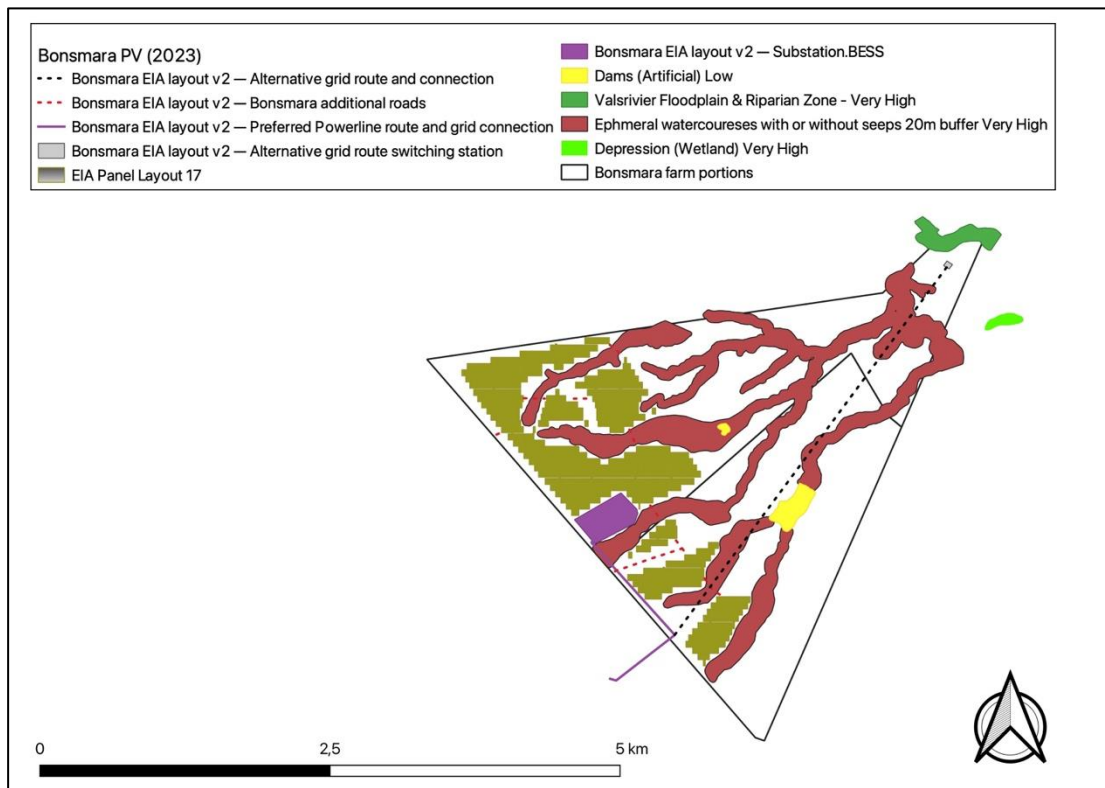 Bonsmara PV (2023)
Bonsmara EIA layout v2 — Alternative grid route and connection
Bonsmara EIA layout v2 — Bonsmara additional roads
Bonsmara EIA layout v2 — Preferred Powerline route and grid connection
Bonsmara EIA layout v2 — Alternative grid route switching station
EIA Panel Layout 17
Bonsmara EIA layout v2 — Substation.BESS
Dams (Artificial) Low
Valsrivier Floodplain & Riparian Zone - Very High
Ephmeral watercoureses with or without seeps 20m buffer Very High
Depression (Wetland) Very High
Bonsmara farm portions
0 2,5 5 km